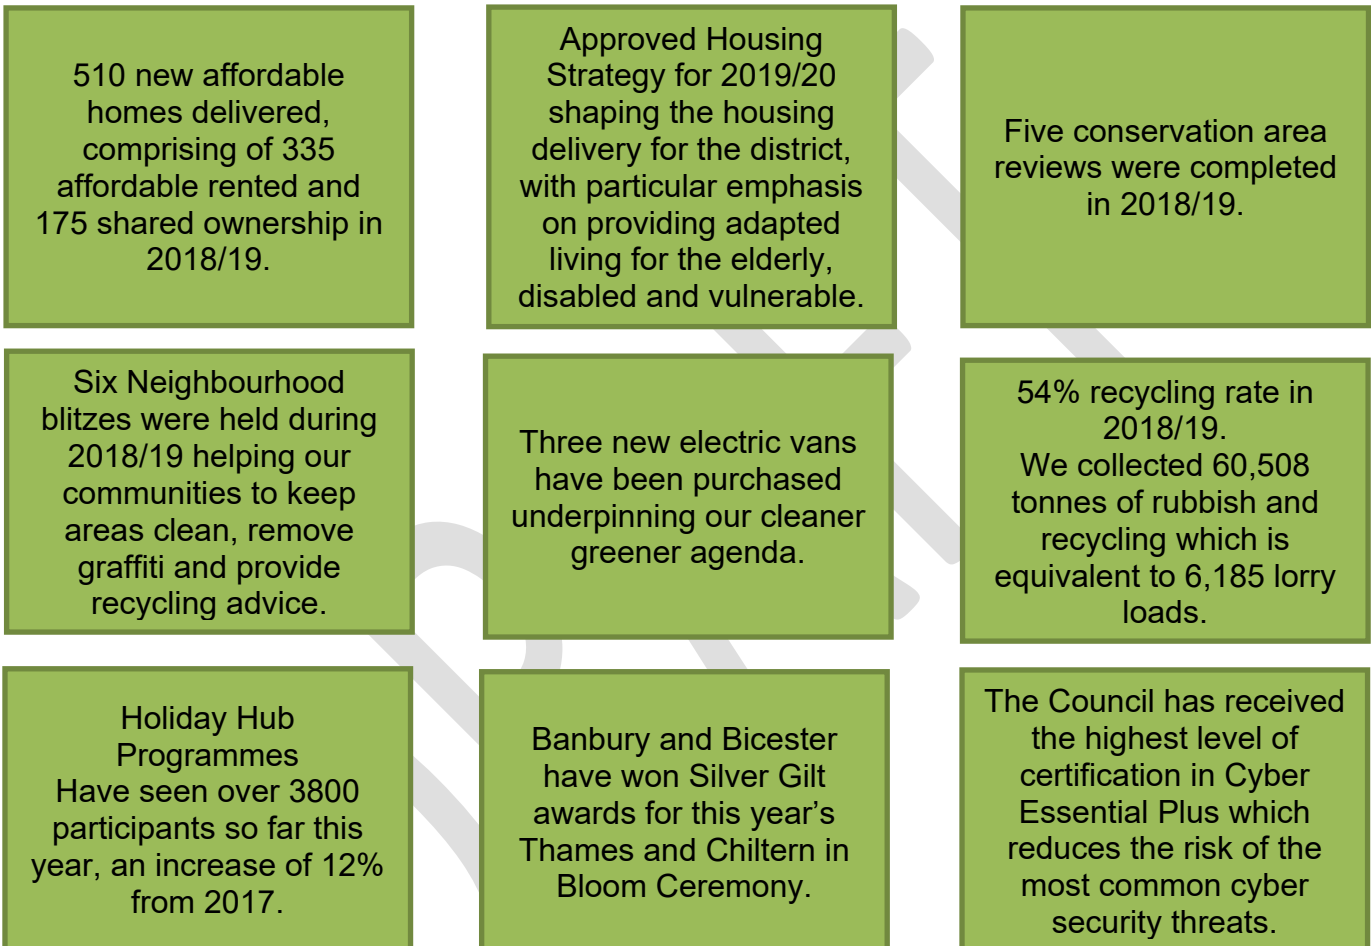 510 new affordable
homes delivered,
comprising of 335
affordable rented and
175 shared ownership in
2018/19.
Approved Housing
Strategy for 2019/20
shaping the housing
delivery for the district,
with particular emphasis
on providing adapted
living for the elderly,
disabled and vulnerable.
Five conservation area
reviews were completed
in 2018/19.
Six Neighbourhood
blitzes were held during
2018/19 helping our
communities to keep
areas clean, remove
graffiti and provide
recycling advice.
Three new electric vans
have been purchased
underpinning our cleaner
greener agenda.
54% recycling rate in
2018/19.
We collected 60,508
tonnes of rubbish and
recycling which is
equivalent to 6,185 lorry
loads.
Holiday Hub
Programmes
Have seen over 3800
participants so far this
year, an increase of 12%
from 2017.
Banbury and Bicester
have won Silver Gilt
awards for this year’s
Thames and Chiltern in
Bloom Ceremony.
The Council has received
the highest level of
certification in Cyber
Essential Plus which
reduces the risk of the
most common cyber
security threats.